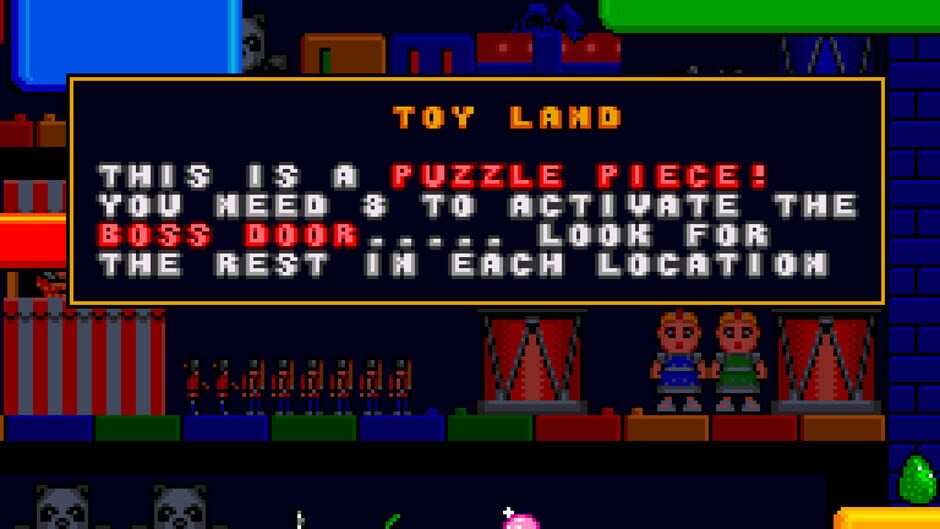 TOY LAND
THIS IS A PUZZLE PIECE!
YOU NEED 8 TO ACTIVATE THE
BOSS DOOR..... LOOK FOR
THE REST IN EACH LOCATION